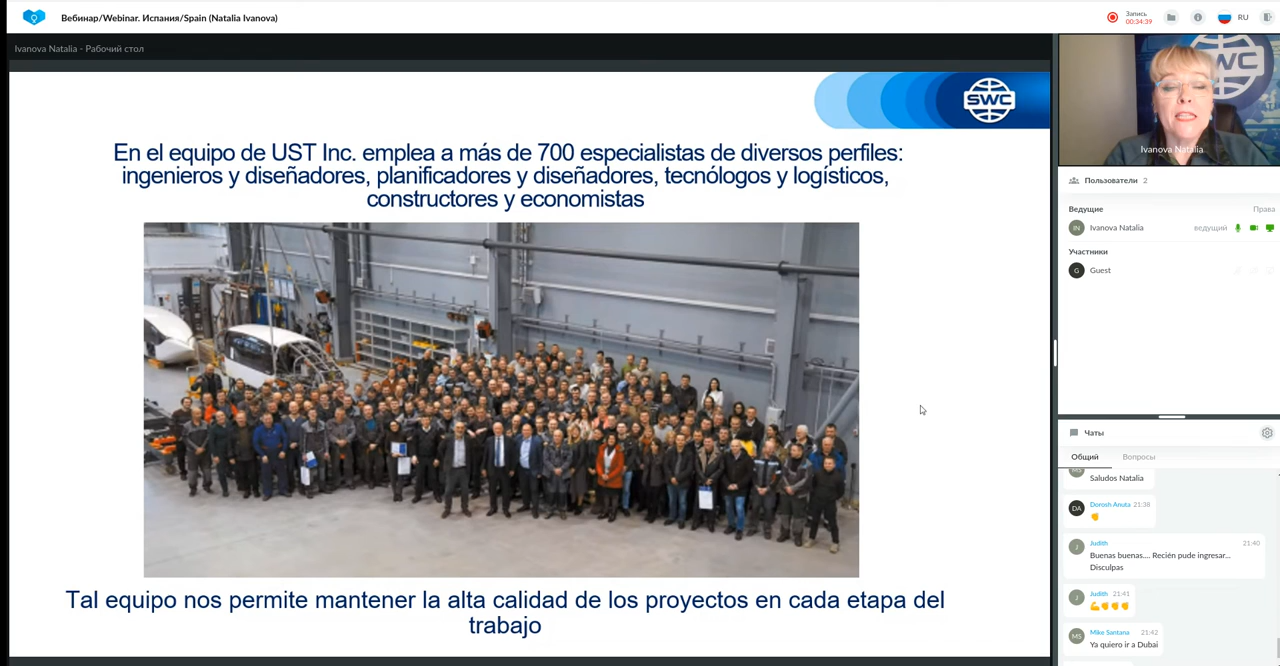 Вебинар/Webinar. Испания/Spain (Natalia Ivanova)
Запись
00:34:39
RU
Ivanova Natalia - Рабочий стол
SWC
En el equipo de UST Inc. emplea a más de 700 especialistas de diversos perfiles:
ingenieros y diseñadores, planificadores y diseñadores, tecnólogos y logísticos,
constructores y economistas
Tal equipo nos permite mantener la alta calidad de los proyectos en cada etapa del
trabajo
WC
Ivanova Natalia
Пользователи 2
Ведущие Права
IN Ivanova Natalia ведущий
Участники
G Guest
Чаты
Общий Вопросы
MS
Saludos Natalia
DA Dorosh Anuta 21:38
J Judith 21:40
Buenas buenas.... Recién pude ingresar...
Disculpas
J Judith 21:41
MS Mike Santana 21:42
Ya quiero ir a Dubai